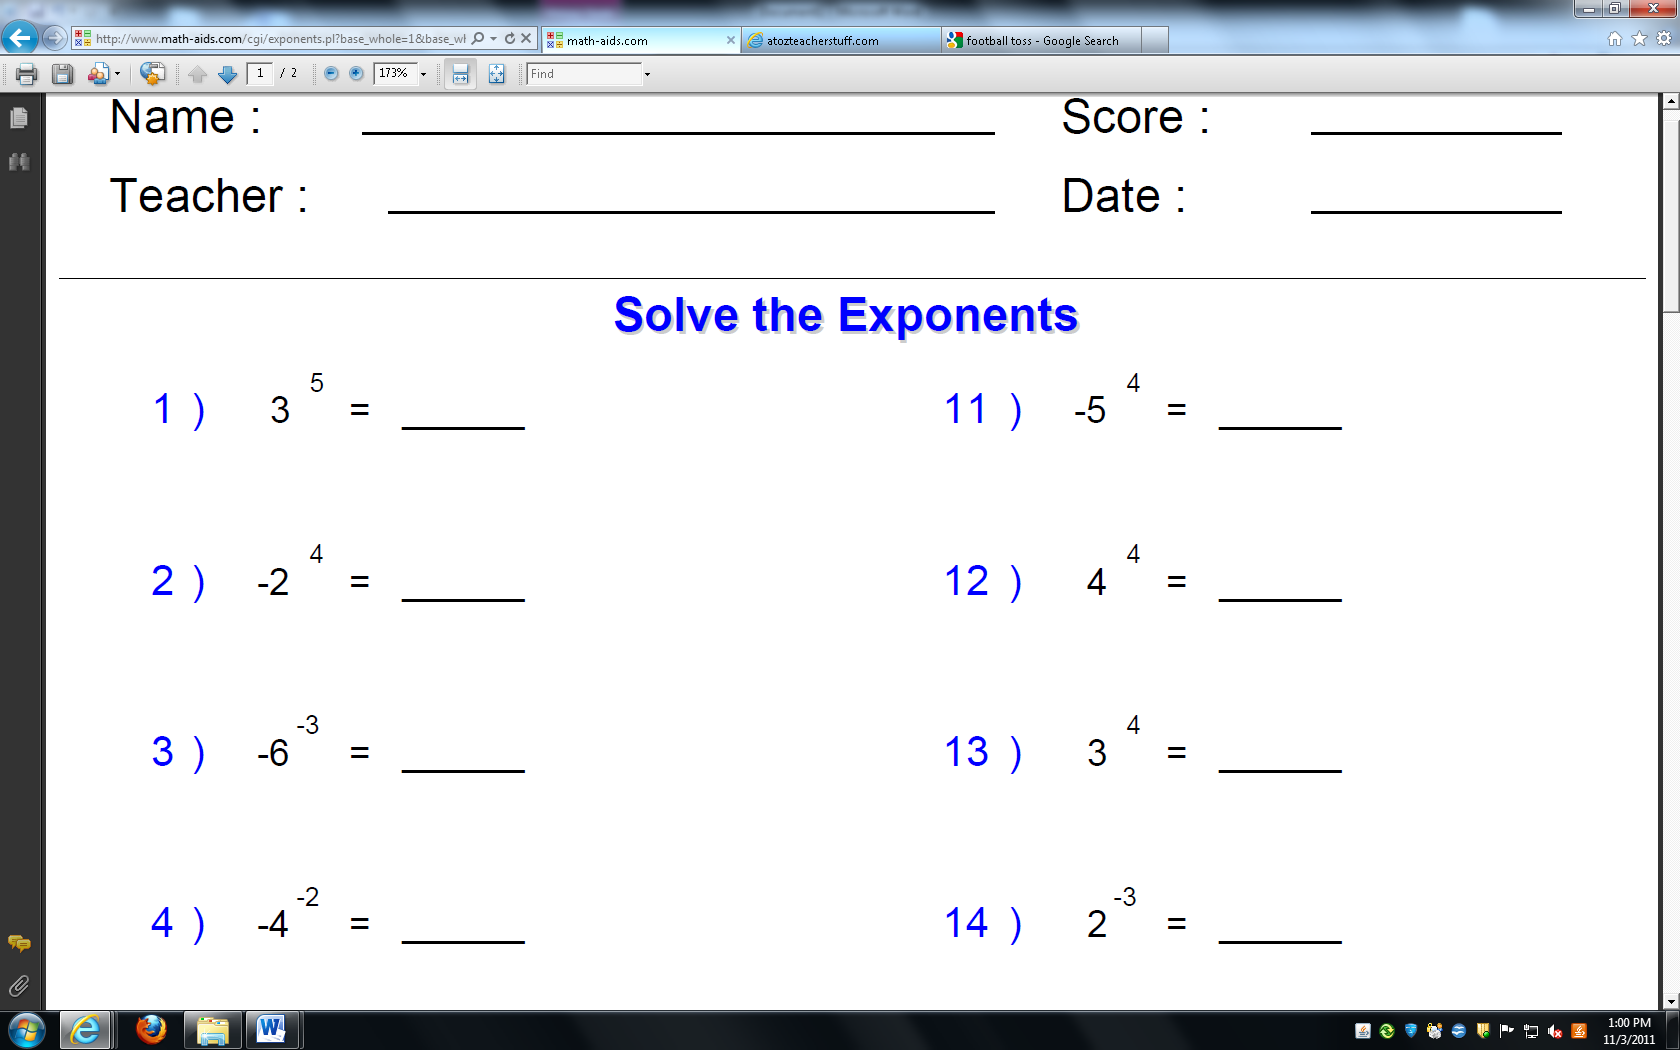 http://www.math-aids.com/cgi/exponents.pl?base_whole=1&base_wh
math-aids.com
atozteacherstuff.com
football toss - Google Search
1 / 2
173%
Find
Name :
Score :
Teacher :
Date :
Solve the Exponents
1 ) 3^5 = ______
11 ) -5^4 = ______
2 ) -2^4 = ______
12 ) 4^4 = ______
3 ) -6^-3 = ______
13 ) 3^4 = ______
4 ) -4^-2 = ______
14 ) 2^-3 = ______
1:00 PM
11/3/2011